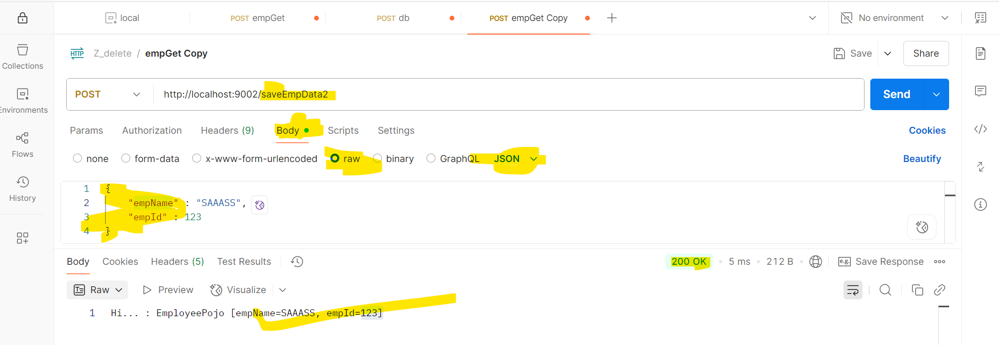 local
POST empGet
POST db
POST empGet Copy
No environment
Collections
Environments
Flows
History
HTTP Z_delete / empGet Copy
Save
Share
POST http://localhost:9002/saveEmpData2
Send
Params Authorization Headers (9) Body Scripts Settings
Cookies
none form-data x-www-form-urlencoded raw binary GraphQL JSON
Beautify
1 {
2 "empName" : "SAAASS",
3 "empId" : 123
4 }
Body Cookies Headers (5) Test Results
200 OK • 5 ms • 212 B • e.g. Save Response
Raw Preview Visualize
1 Hi... : EmployeePojo [empName=SAAASS, empId=123]